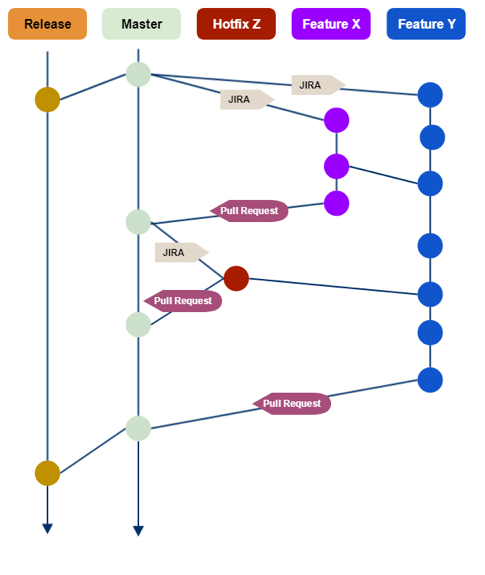 Release
Master
Hotfix Z
Feature X
Feature Y
JIRA
JIRA
Pull Request
JIRA
Pull Request
Pull Request